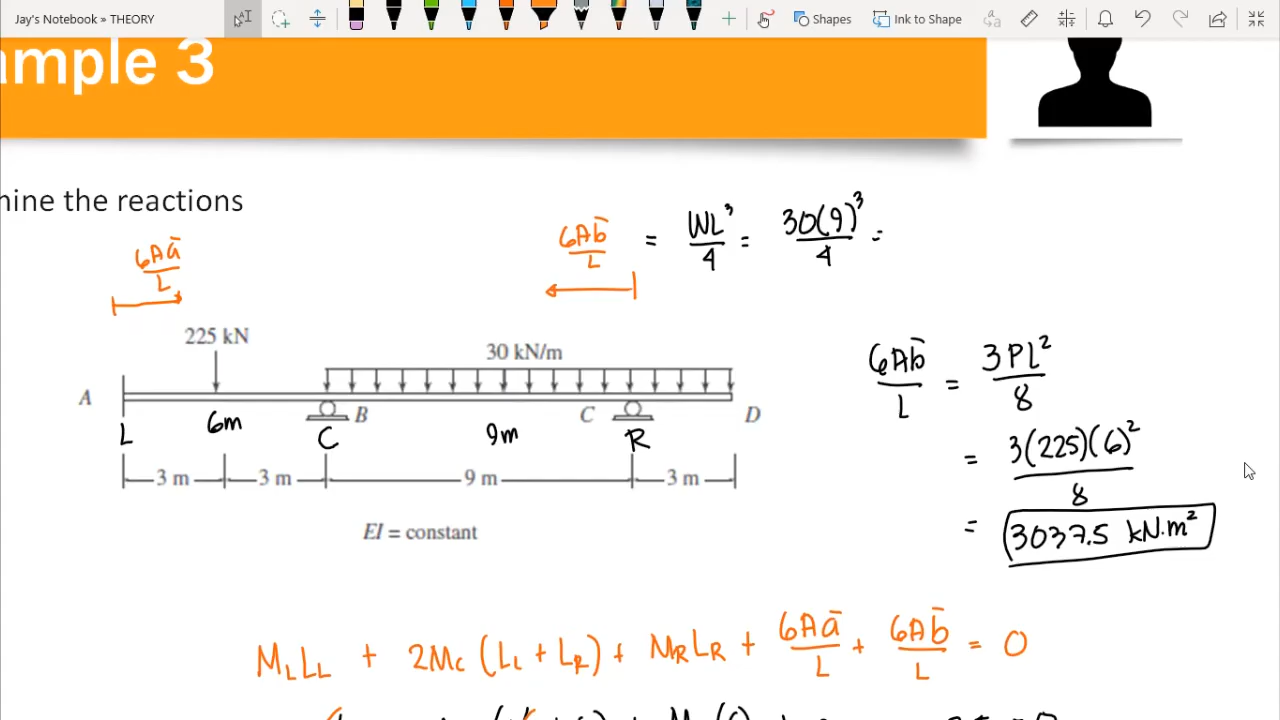 Jay's Notebook » THEORY
Shapes
Ink to Shape
ample 3
nine the reactions
6Aā/L
6Ab̄/L = WL³/4 = 30(9)³/4 =
225 kN
30 kN/m
6Ab̄/L = 3PL²/8
A
B
C
D
L
6m
C
9m
R
= 3(225)(6)²/8
3 m
3 m
9 m
3 m
= 3037.5 kN.m²
EI = constant
MLLL + 2Mc (LL + LR) + MRLR + 6Aā/L + 6Ab̄/L = 0